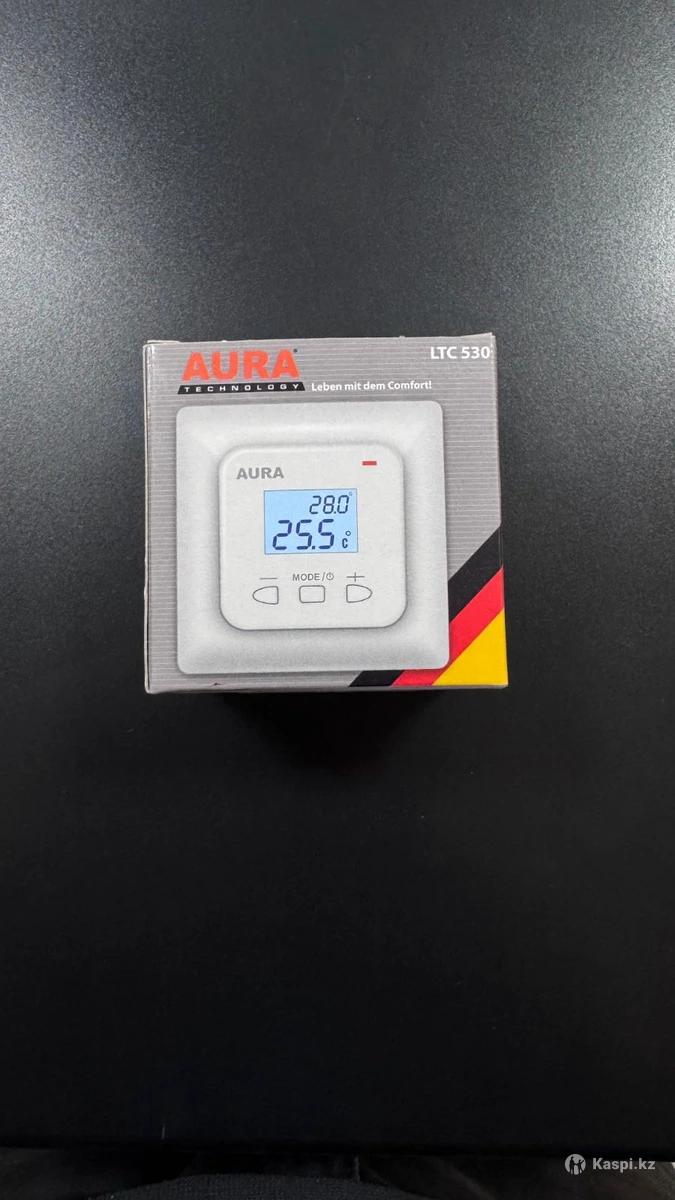 AURA
TECHNOLOGY
Leben mit dem Comfort!
LTC 530
AURA
28.0°
25.5 °C
— MODE/⏻ +
Kaspi.kz